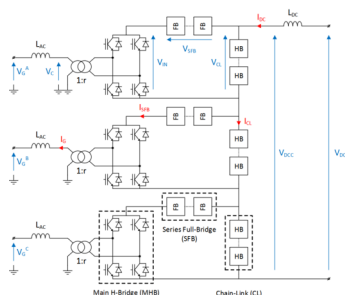 FB FB
I_DC
L_DC
HB
L_AC
V_SFB
V_IN
V_CL
V_G^A
V_C
1:r
HB
FB FB
I_SFB
I_CL
L_AC
I_G
HB
V_DCC
V_DC
V_G^B
1:r
HB
FB FB
L_AC
Series Full-Bridge
(SFB)
HB
V_G^C
1:r
HB
Main H-Bridge (MHB)
Chain-Link (CL)